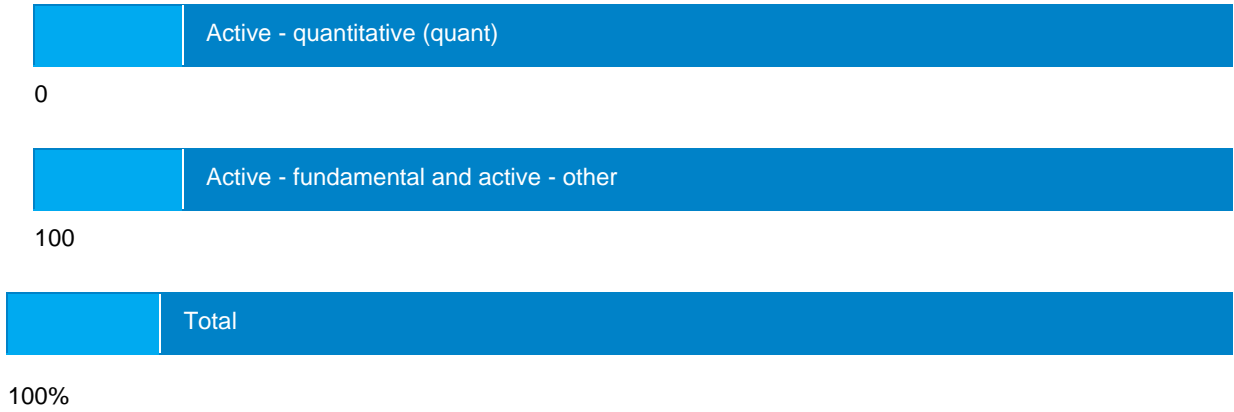 Active - quantitative (quant)
0
Active - fundamental and active - other
100
Total
100%